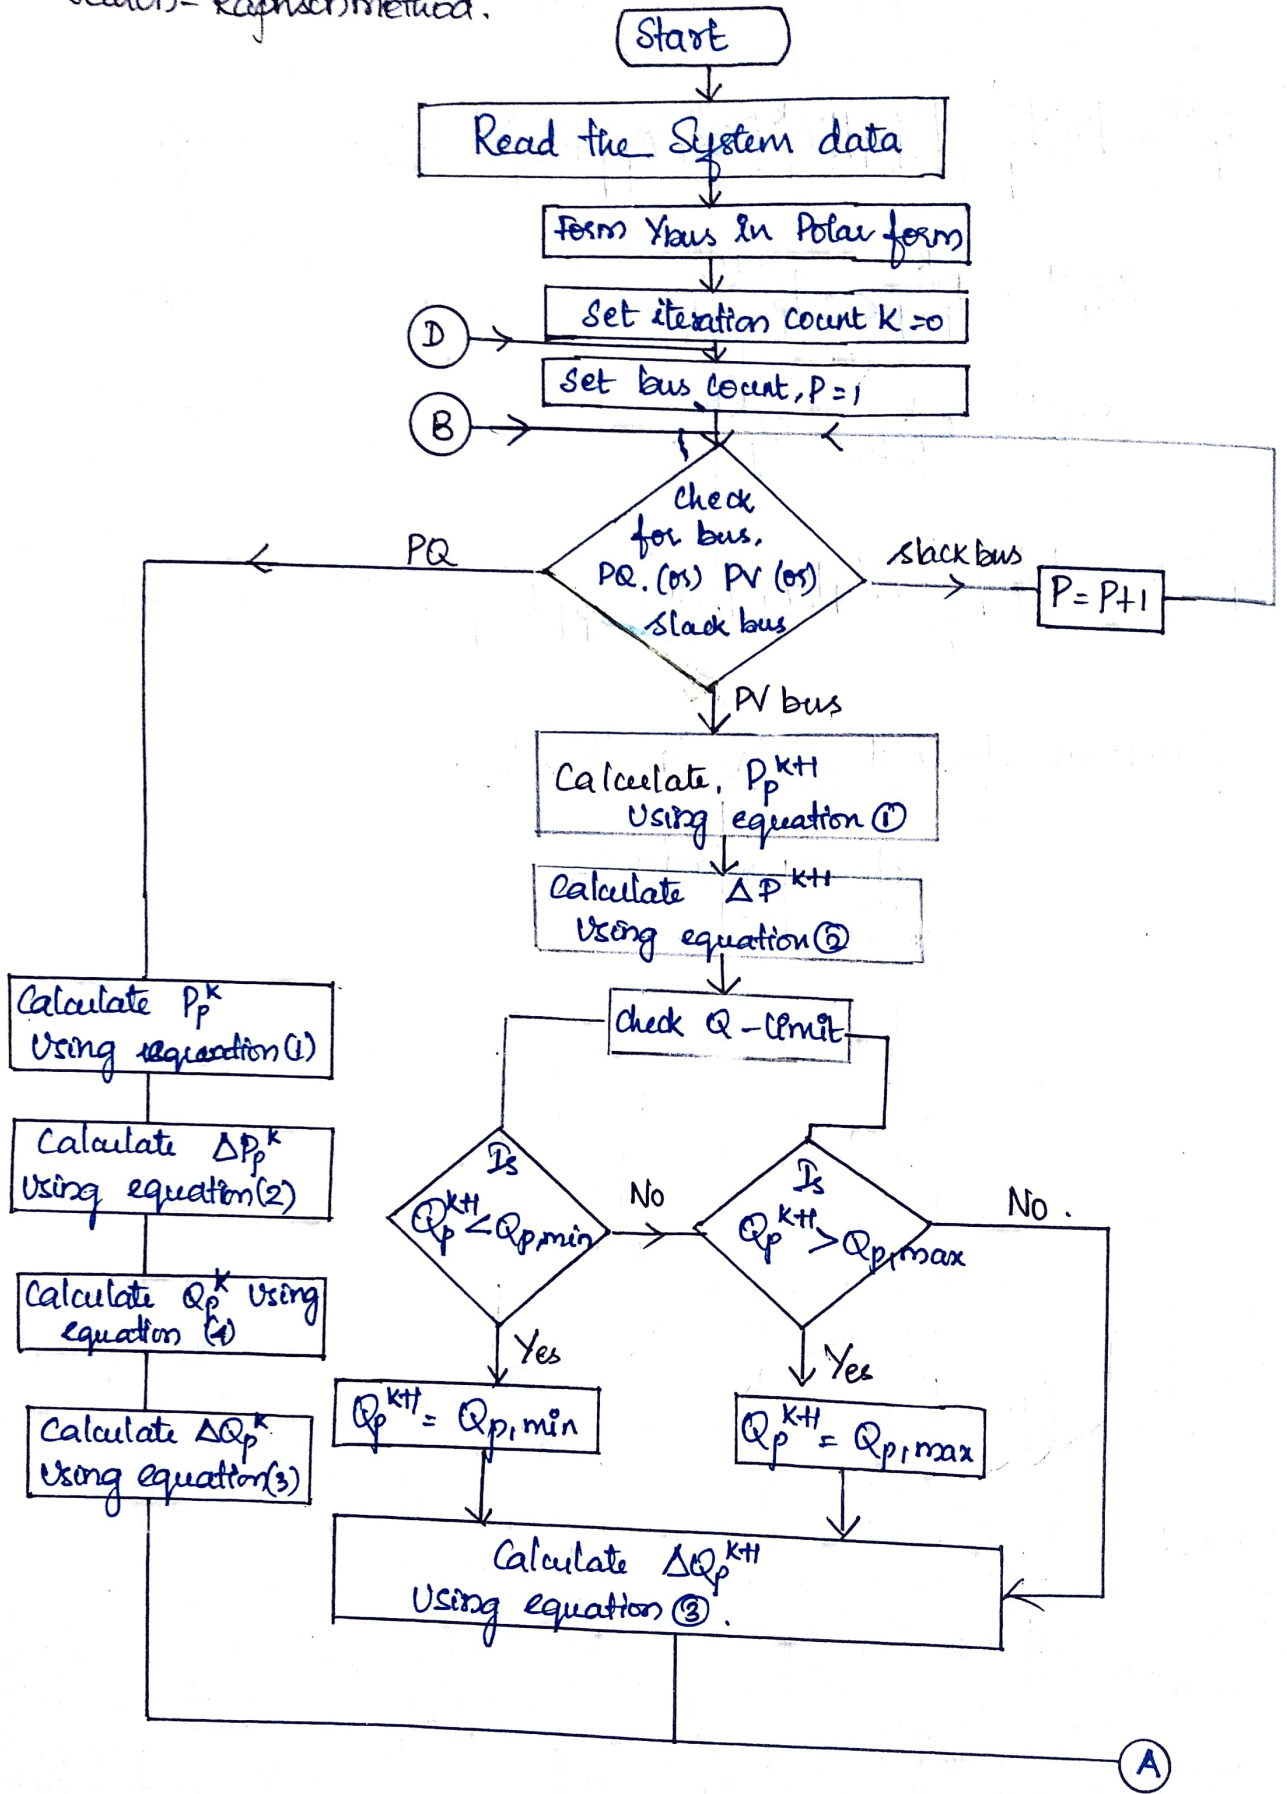 Raphson method.
Start
Read the System data
Form Ybus in Polar form
Set iteration count K=0
D
Set bus count, P=1
B
Check
for bus,
PQ. (or) PV (or)
slack bus
PQ
slack bus
P=P+1
PV bus
Calculate, Pp^K+1
Using equation ①
Calculate ΔP^K+1
Using equation ②
Check Q-limit
Calculate Pp^K
Using equation (1)
Calculate ΔPp^K
Using equation (2)
Calculate Qp^K Using
equation (4)
Calculate ΔQp^K
Using equation (3)
Is
Qp^K+1 < Qp,min
No
Is
Qp^K+1 > Qp,max
No.
Yes
Yes
Qp^K+1 = Qp,min
Qp^K+1 = Qp,max
Calculate ΔQp^K+1
Using equation ③.
A